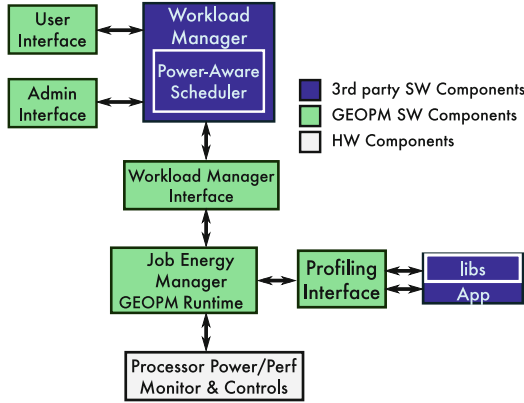 User
Interface
Workload
Manager
Power-Aware
Scheduler
Admin
Interface
3rd party SW Components
GEOPM SW Components
HW Components
Workload Manager
Interface
Job Energy
Manager
GEOPM Runtime
Profiling
Interface
libs
App
Processor Power/Perf
Monitor & Controls